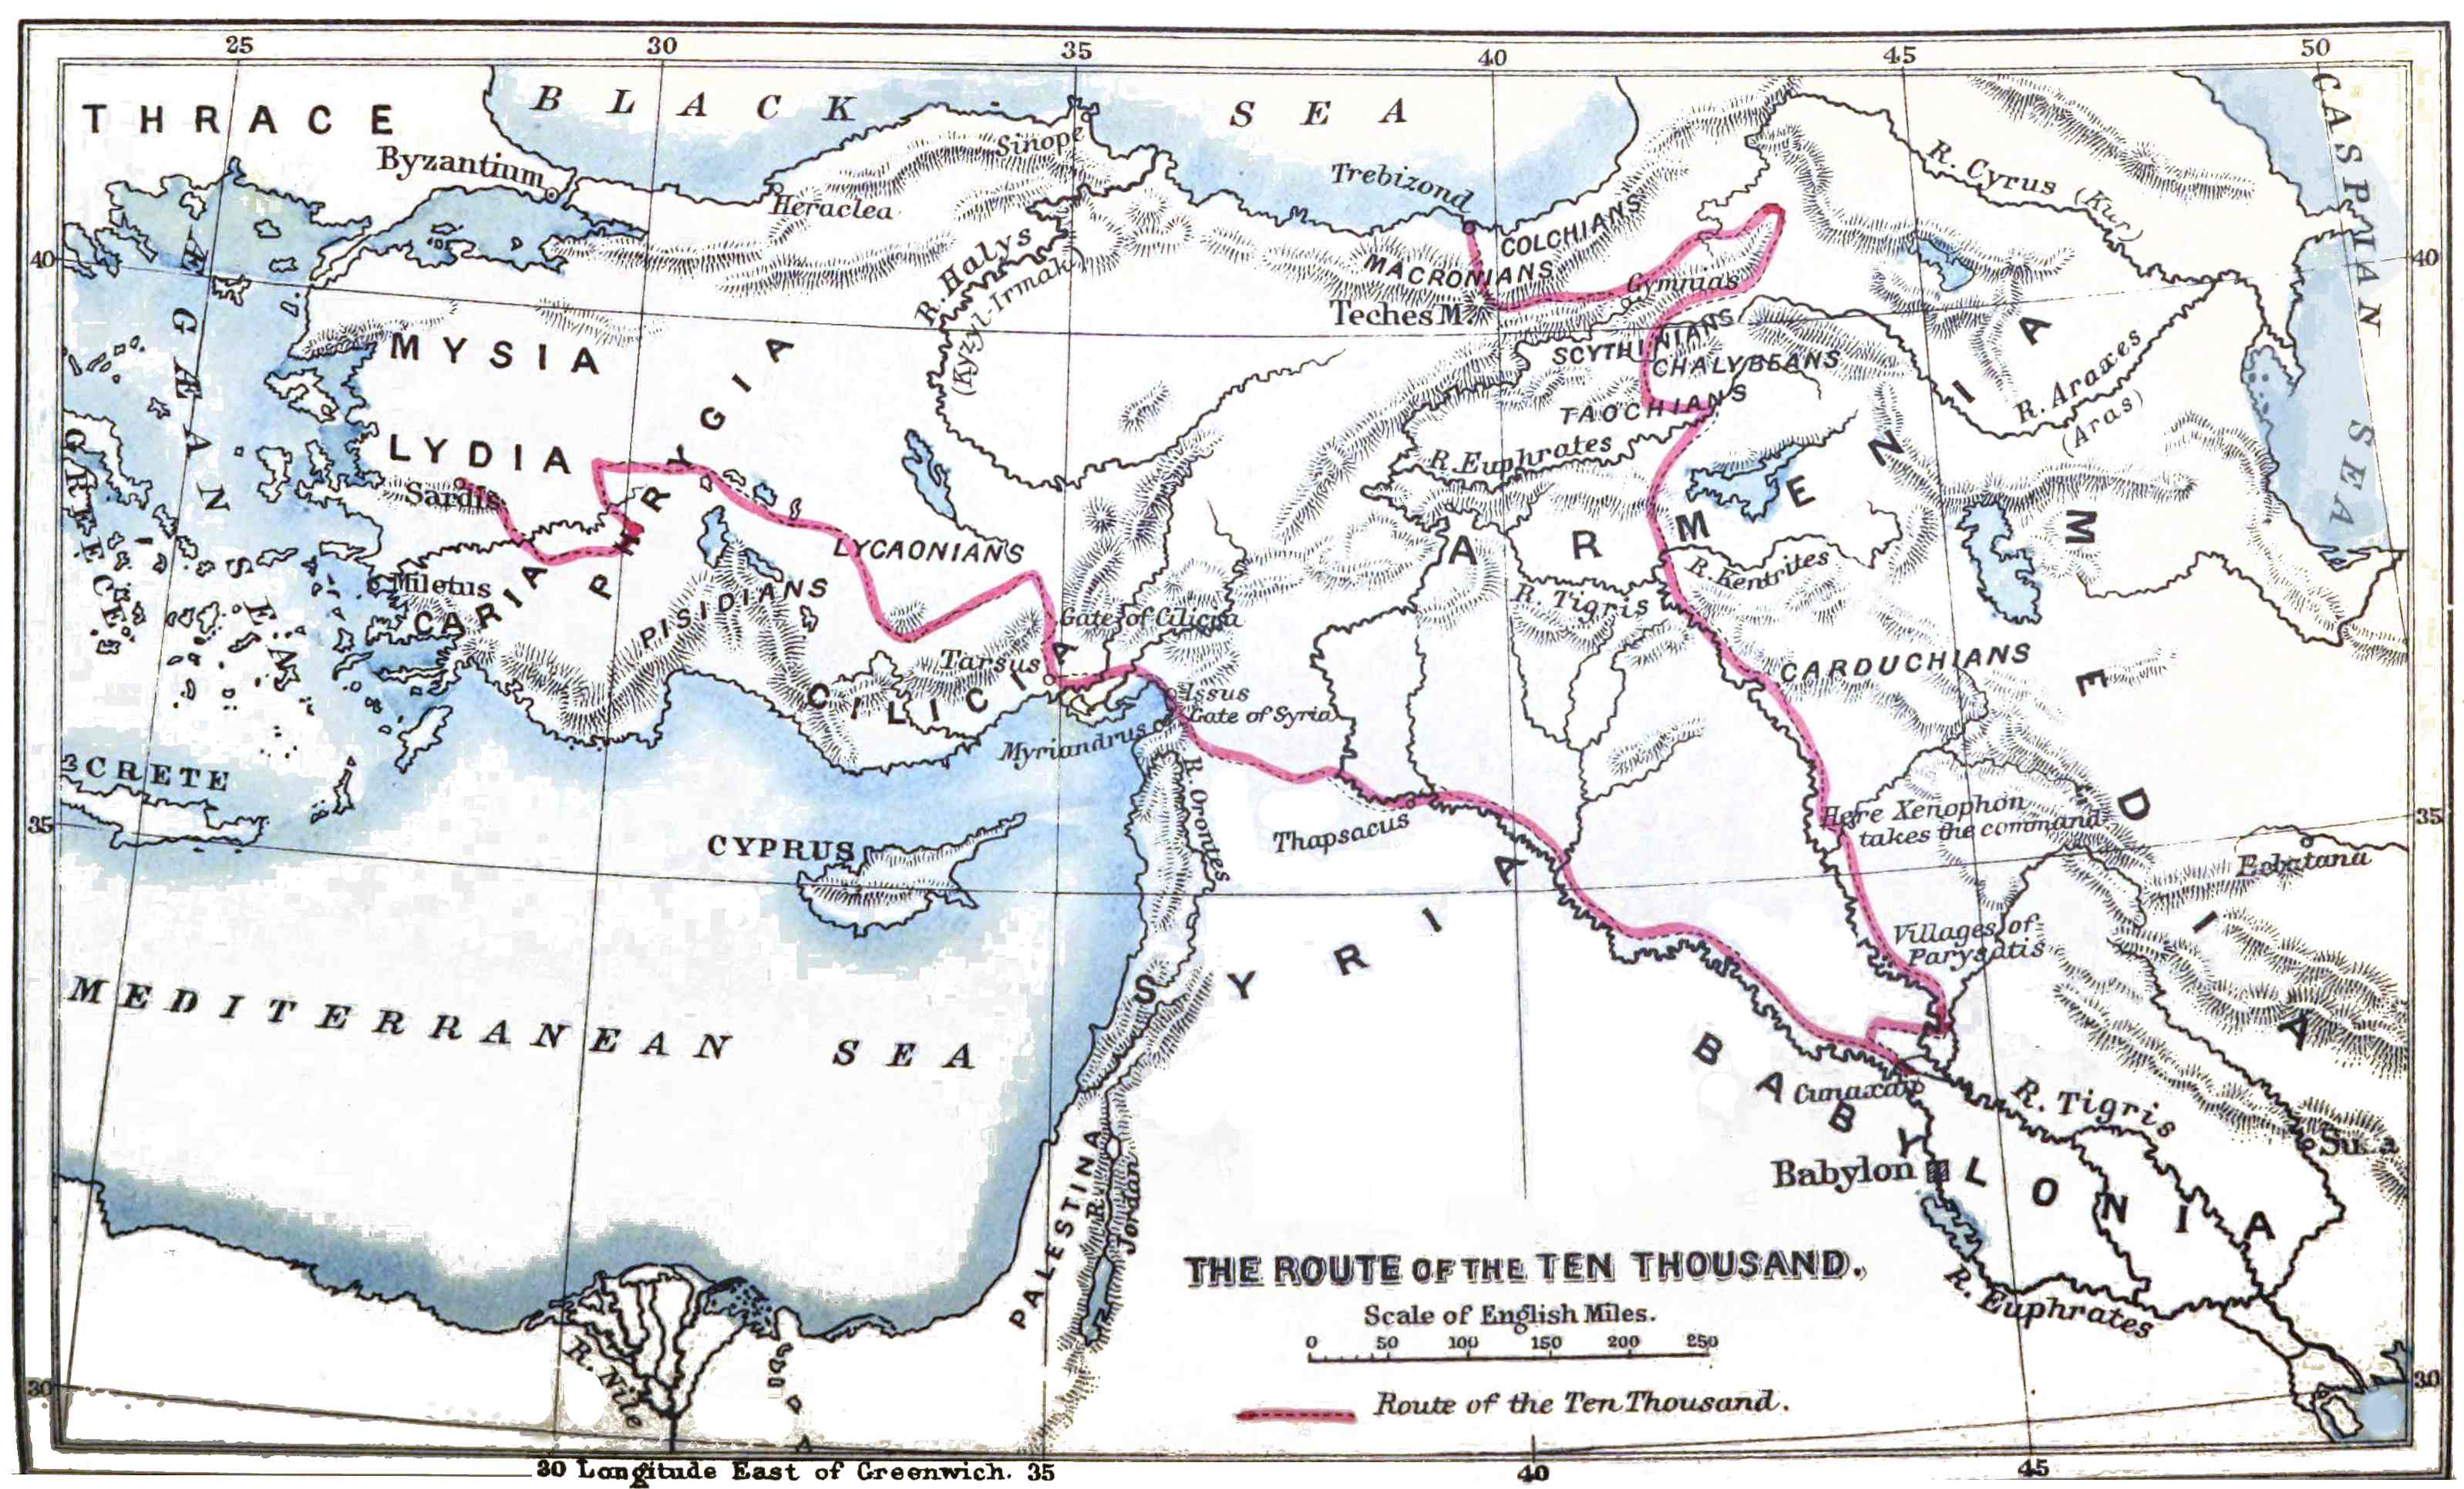 25 30 35 40 45 50
THRACE
BLACK SEA
CASPIAN SEA
Byzantium
Sinope
Heraclea
Trebizond
R. Cyrus (Kur)
COLCHIANS
MACRONIANS
Gymnias
Teches M.
R. Halys
(Kyzyl-Irmak)
40
40
ÆGÆAN SEA
GREECE
MYSIA
PHRYGIA
SCYTHINIANS
CHALYBEANS
TAOCHIANS
R. Araxes
(Aras)
LYDIA
Sardis
R. Euphrates
ARMENIA
LYCAONIANS
R. Kentrites
R. Tigris
Miletus
CARIA
PISIDIANS
Gate of Cilicia
Tarsus
CILICIA
CARDUCHIANS
MEDIA
Issus
Gate of Syria
Myriandrus
R. Orontes
CRETE
35
35
CYPRUS
Thapsacus
Here Xenophon
takes the command
Ecbatana
Villages of
Parysatis
SYRIA
MEDITERRANEAN SEA
BABYLONIA
Cunaxa
R. Tigris
Babylon
PALESTINA
R. Jordan
R. Euphrates
THE ROUTE OF THE TEN THOUSAND.
Scale of English Miles.
0 50 100 150 200 250
Route of the Ten Thousand.
R. Nile
30
30
30 Longitude East of Greenwich. 35 40 45